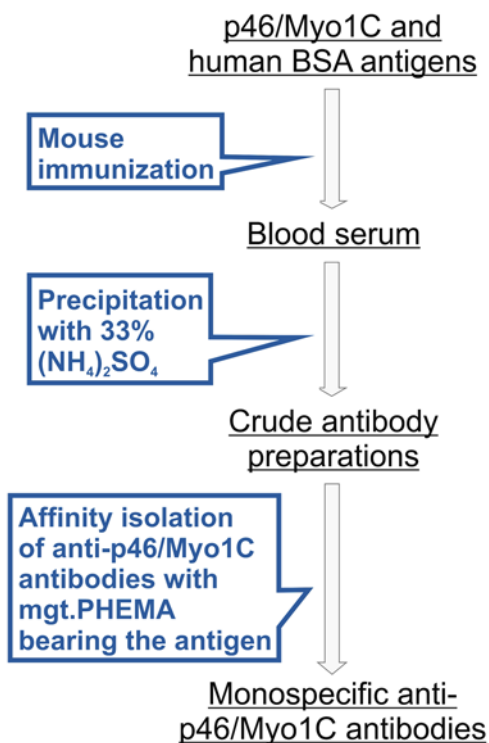 p46/Myo1C and
human BSA antigens
Mouse
immunization
Blood serum
Precipitation
with 33%
(NH₄)₂SO₄
Crude antibody
preparations
Affinity isolation
of anti-p46/Myo1C
antibodies with
mgt.PHEMA
bearing the antigen
Monospecific anti-
p46/Myo1C antibodies